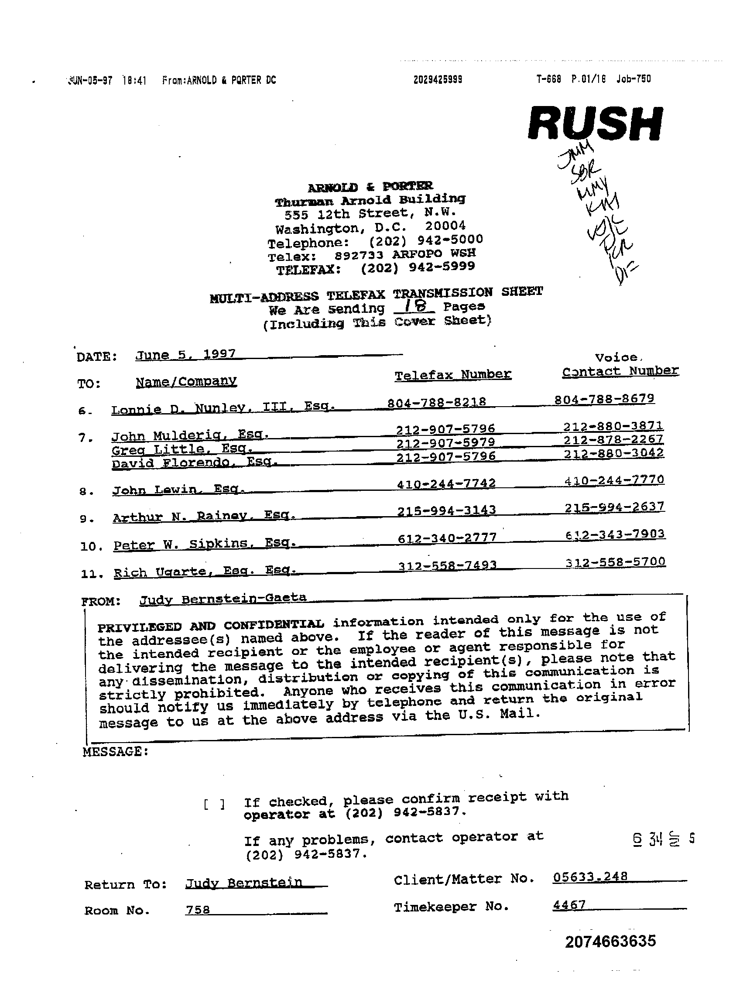 JUN-05-97 18:41 From:ARNOLD & PORTER DC 2029425999 T-668 P.01/18 Job-750
RUSH
JMM
SBR
MMY
KM
ARNOLD & PORTER
Thurman Arnold Building
555 12th Street, N.W.
Washington, D.C. 20004
Telephone: (202) 942-5000
Telex: 892733 ARFOPO WSH
TELEFAX: (202) 942-5999
MULTI-ADDRESS TELEFAX TRANSMISSION SHEET
We Are Sending 18 Pages
(Including This Cover Sheet)
DATE: June 5, 1997
TO: Name/Company Telefax Number Voice. Contact Number
6. Lonnie D. Nunley, III, Esq. 804-788-8218 804-788-8679
7. John Mulderig, Esq. 212-907-5796 212-880-3871
Greg Little, Esq. 212-907-5979 212-878-2267
David Florendo, Esq. 212-907-5796 212-880-3042
8. John Lewin, Esq. 410-244-7742 410-244-7770
9. Arthur N. Rainey, Esq. 215-994-3143 215-994-2637
10. Peter W. Sipkins, Esq. 612-340-2777 612-343-7903
11. Rich Ugarte, Esq. Esq. 312-558-7493 312-558-5700
FROM: Judy Bernstein-Gaeta
PRIVILEGED AND CONFIDENTIAL information intended only for the use of
the addressee(s) named above. If the reader of this message is not
the intended recipient or the employee or agent responsible for
delivering the message to the intended recipient(s), please note that
any dissemination, distribution or copying of this communication is
strictly prohibited. Anyone who receives this communication in error
should notify us immediately by telephone and return the original
message to us at the above address via the U.S. Mail.
MESSAGE:
[ ] If checked, please confirm receipt with
operator at (202) 942-5837.
If any problems, contact operator at
(202) 942-5837.
Return To: Judy Bernstein Client/Matter No. 05633.248
Room No. 758 Timekeeper No. 4467
2074663635